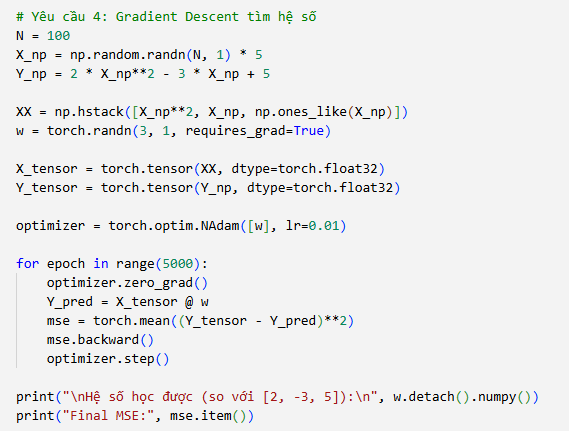 # Yêu cầu 4: Gradient Descent tìm hệ số
N = 100
X_np = np.random.randn(N, 1) * 5
Y_np = 2 * X_np**2 - 3 * X_np + 5

XX = np.hstack([X_np**2, X_np, np.ones_like(X_np)])
w = torch.randn(3, 1, requires_grad=True)

X_tensor = torch.tensor(XX, dtype=torch.float32)
Y_tensor = torch.tensor(Y_np, dtype=torch.float32)

optimizer = torch.optim.NAdam([w], lr=0.01)

for epoch in range(5000):
    optimizer.zero_grad()
    Y_pred = X_tensor @ w
    mse = torch.mean((Y_tensor - Y_pred)**2)
    mse.backward()
    optimizer.step()

print("\nHệ số học được (so với [2, -3, 5]):\n", w.detach().numpy())
print("Final MSE:", mse.item())